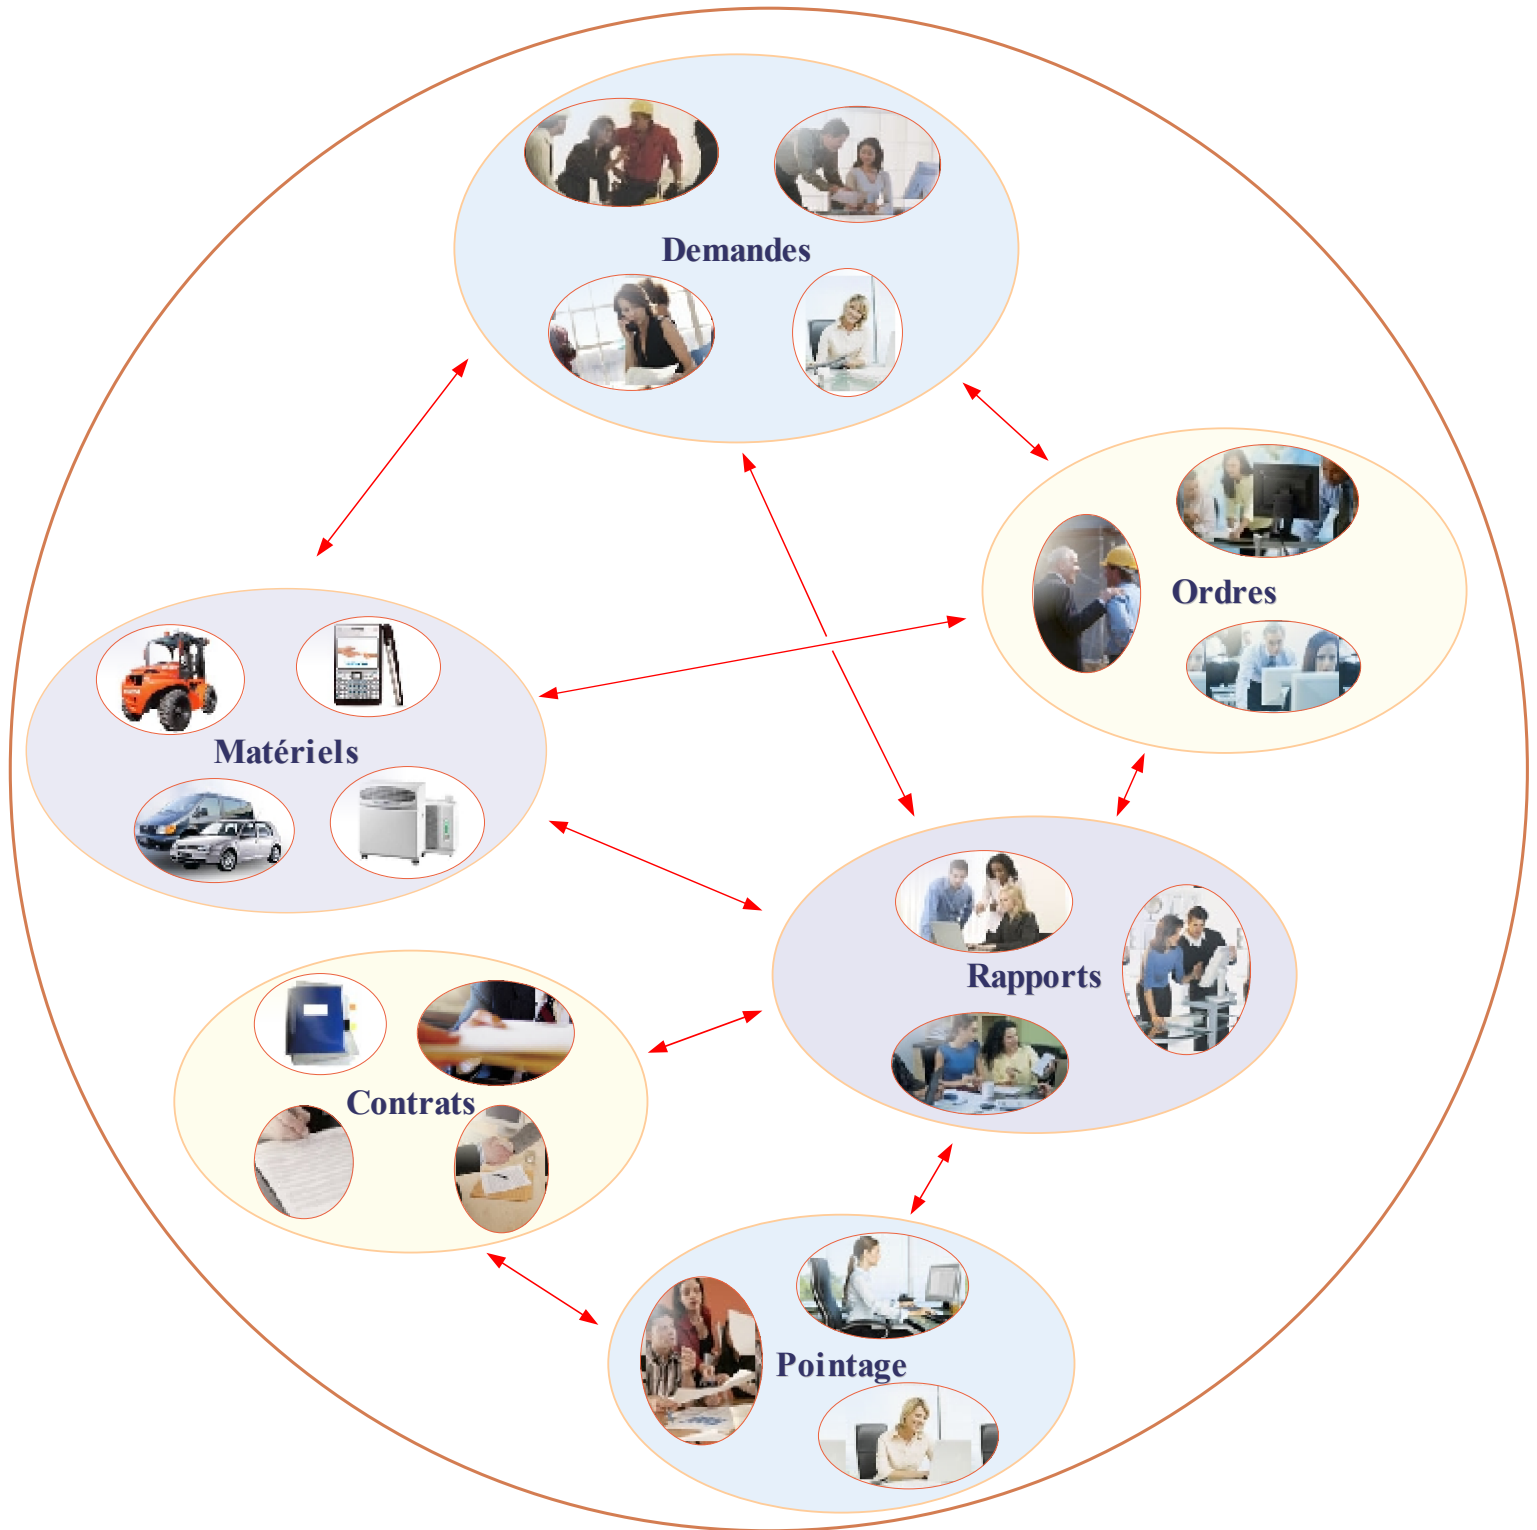 Demandes
Ordres
Matériels
Rapports
Contrats
Pointage